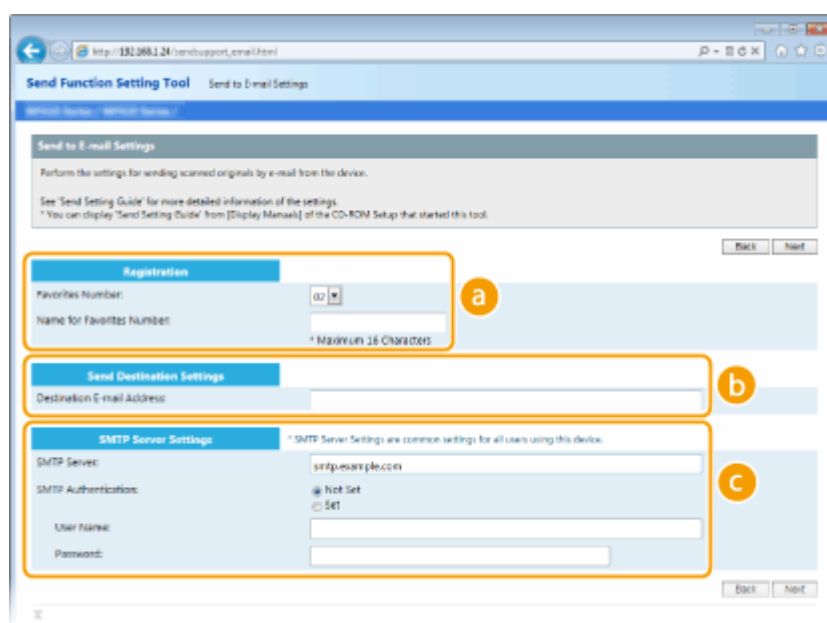 http://192.168.1.24/sendsupport_email.html
Send Function Setting Tool Send to E-mail Settings
Send to E-mail Settings
Perform the settings for sending scanned originals by e-mail from the device.
See 'Send Setting Guide' for more detailed information of the settings.
* You can display 'Send Setting Guide' from [Display Manuals] of the CD-ROM Setup that started this tool.
Back Next
Registration
Favorites Number: 02
Name for Favorites Number:
* Maximum 16 Characters
a
Send Destination Settings
Destination E-mail Address:
b
SMTP Server Settings * SMTP Server Settings are common settings for all users using this device.
SMTP Server: smtp.example.com
SMTP Authentication: Not Set
Set
User Name:
Password:
c
Back Next